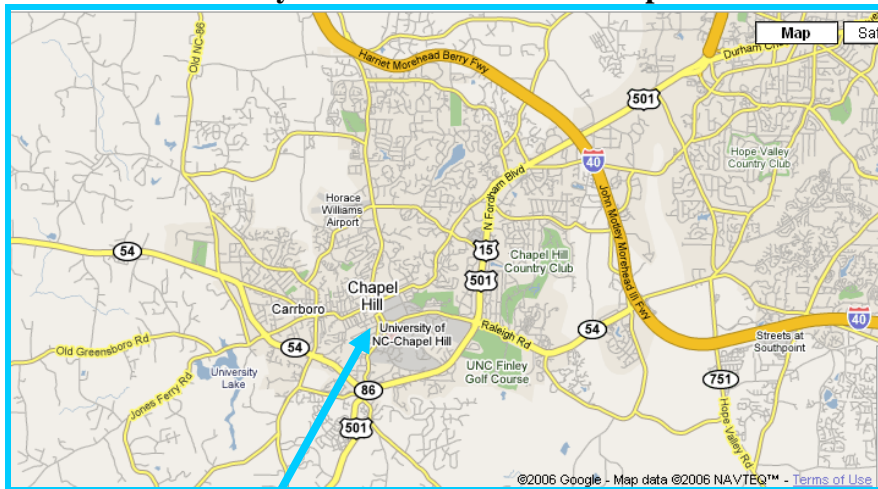 Map
Old NC-86
Harriet Morehead Berry Fwy
501
40
Hope Valley
Country Club
John Motley Morehead III Fwy
N Fordham Blvd
Horace
Williams
Airport
54
15
Chapel Hill
Country Club
501
Chapel
Hill
Carrboro
University of
NC-Chapel Hill
Raleigh Rd
54
40
Streets at
Southpoint
Old Greensboro Rd
54
University
Lake
UNC Finley
Golf Course
Jones Ferry Rd
86
751
Hope Valley Rd
501
©2006 Google - Map data ©2006 NAVTEQ™ - Terms of Use